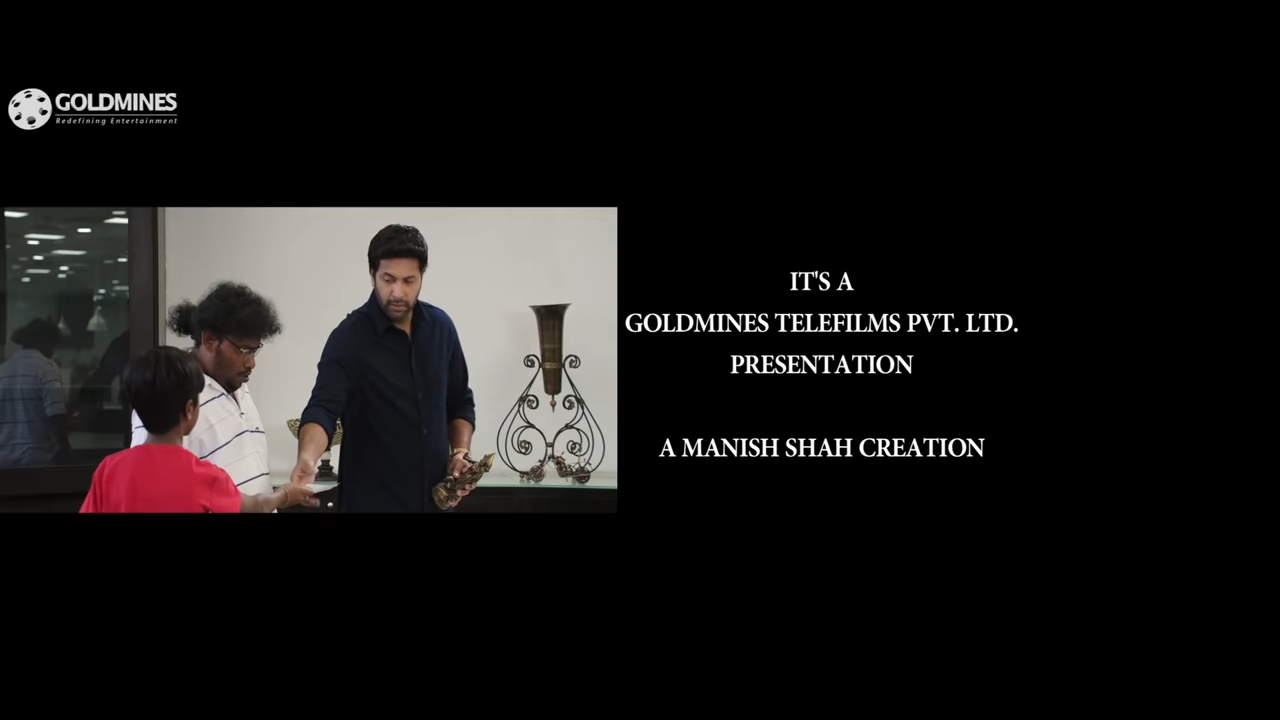 GOLDMINES
Redefining Entertainment
IT'S A
GOLDMINES TELEFILMS PVT. LTD.
PRESENTATION
A MANISH SHAH CREATION